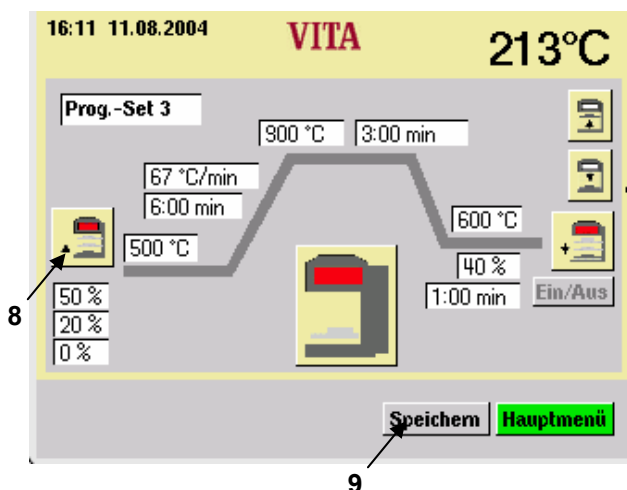 16:11 11.08.2004
VITA
213°C
Prog.-Set 3
900 °C
3:00 min
67 °C/min
6:00 min
500 °C
600 °C
40 %
1:00 min
Ein/Aus
50 %
20 %
0 %
8
Speichern
Hauptmenü
9